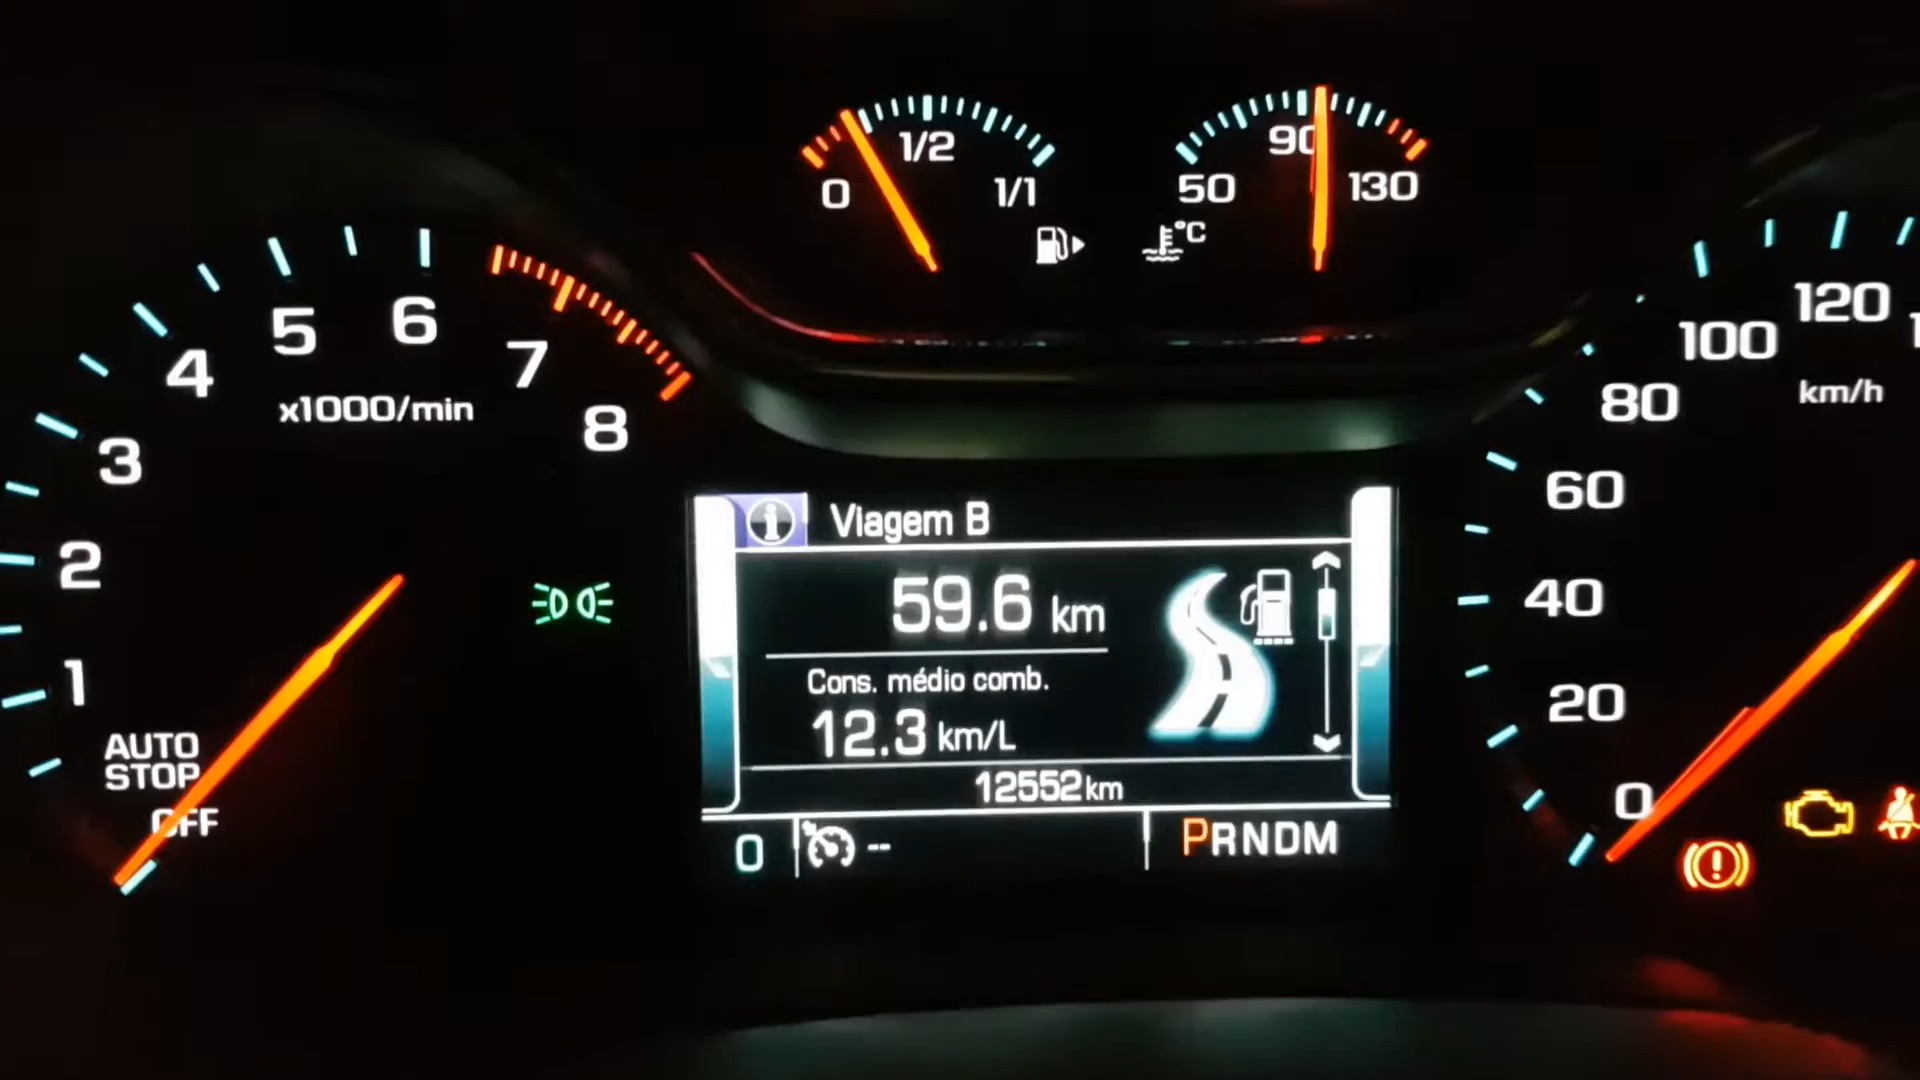 0 1/2 1/1
50 90 130
°C
1 2 3 4 5 6 7 8
x1000/min
AUTO
STOP
OFF
Viagem B
59.6 km
Cons. médio comb.
12.3 km/L
12552 km
0 -- PRNDM
0 20 40 60 80 100 120
km/h